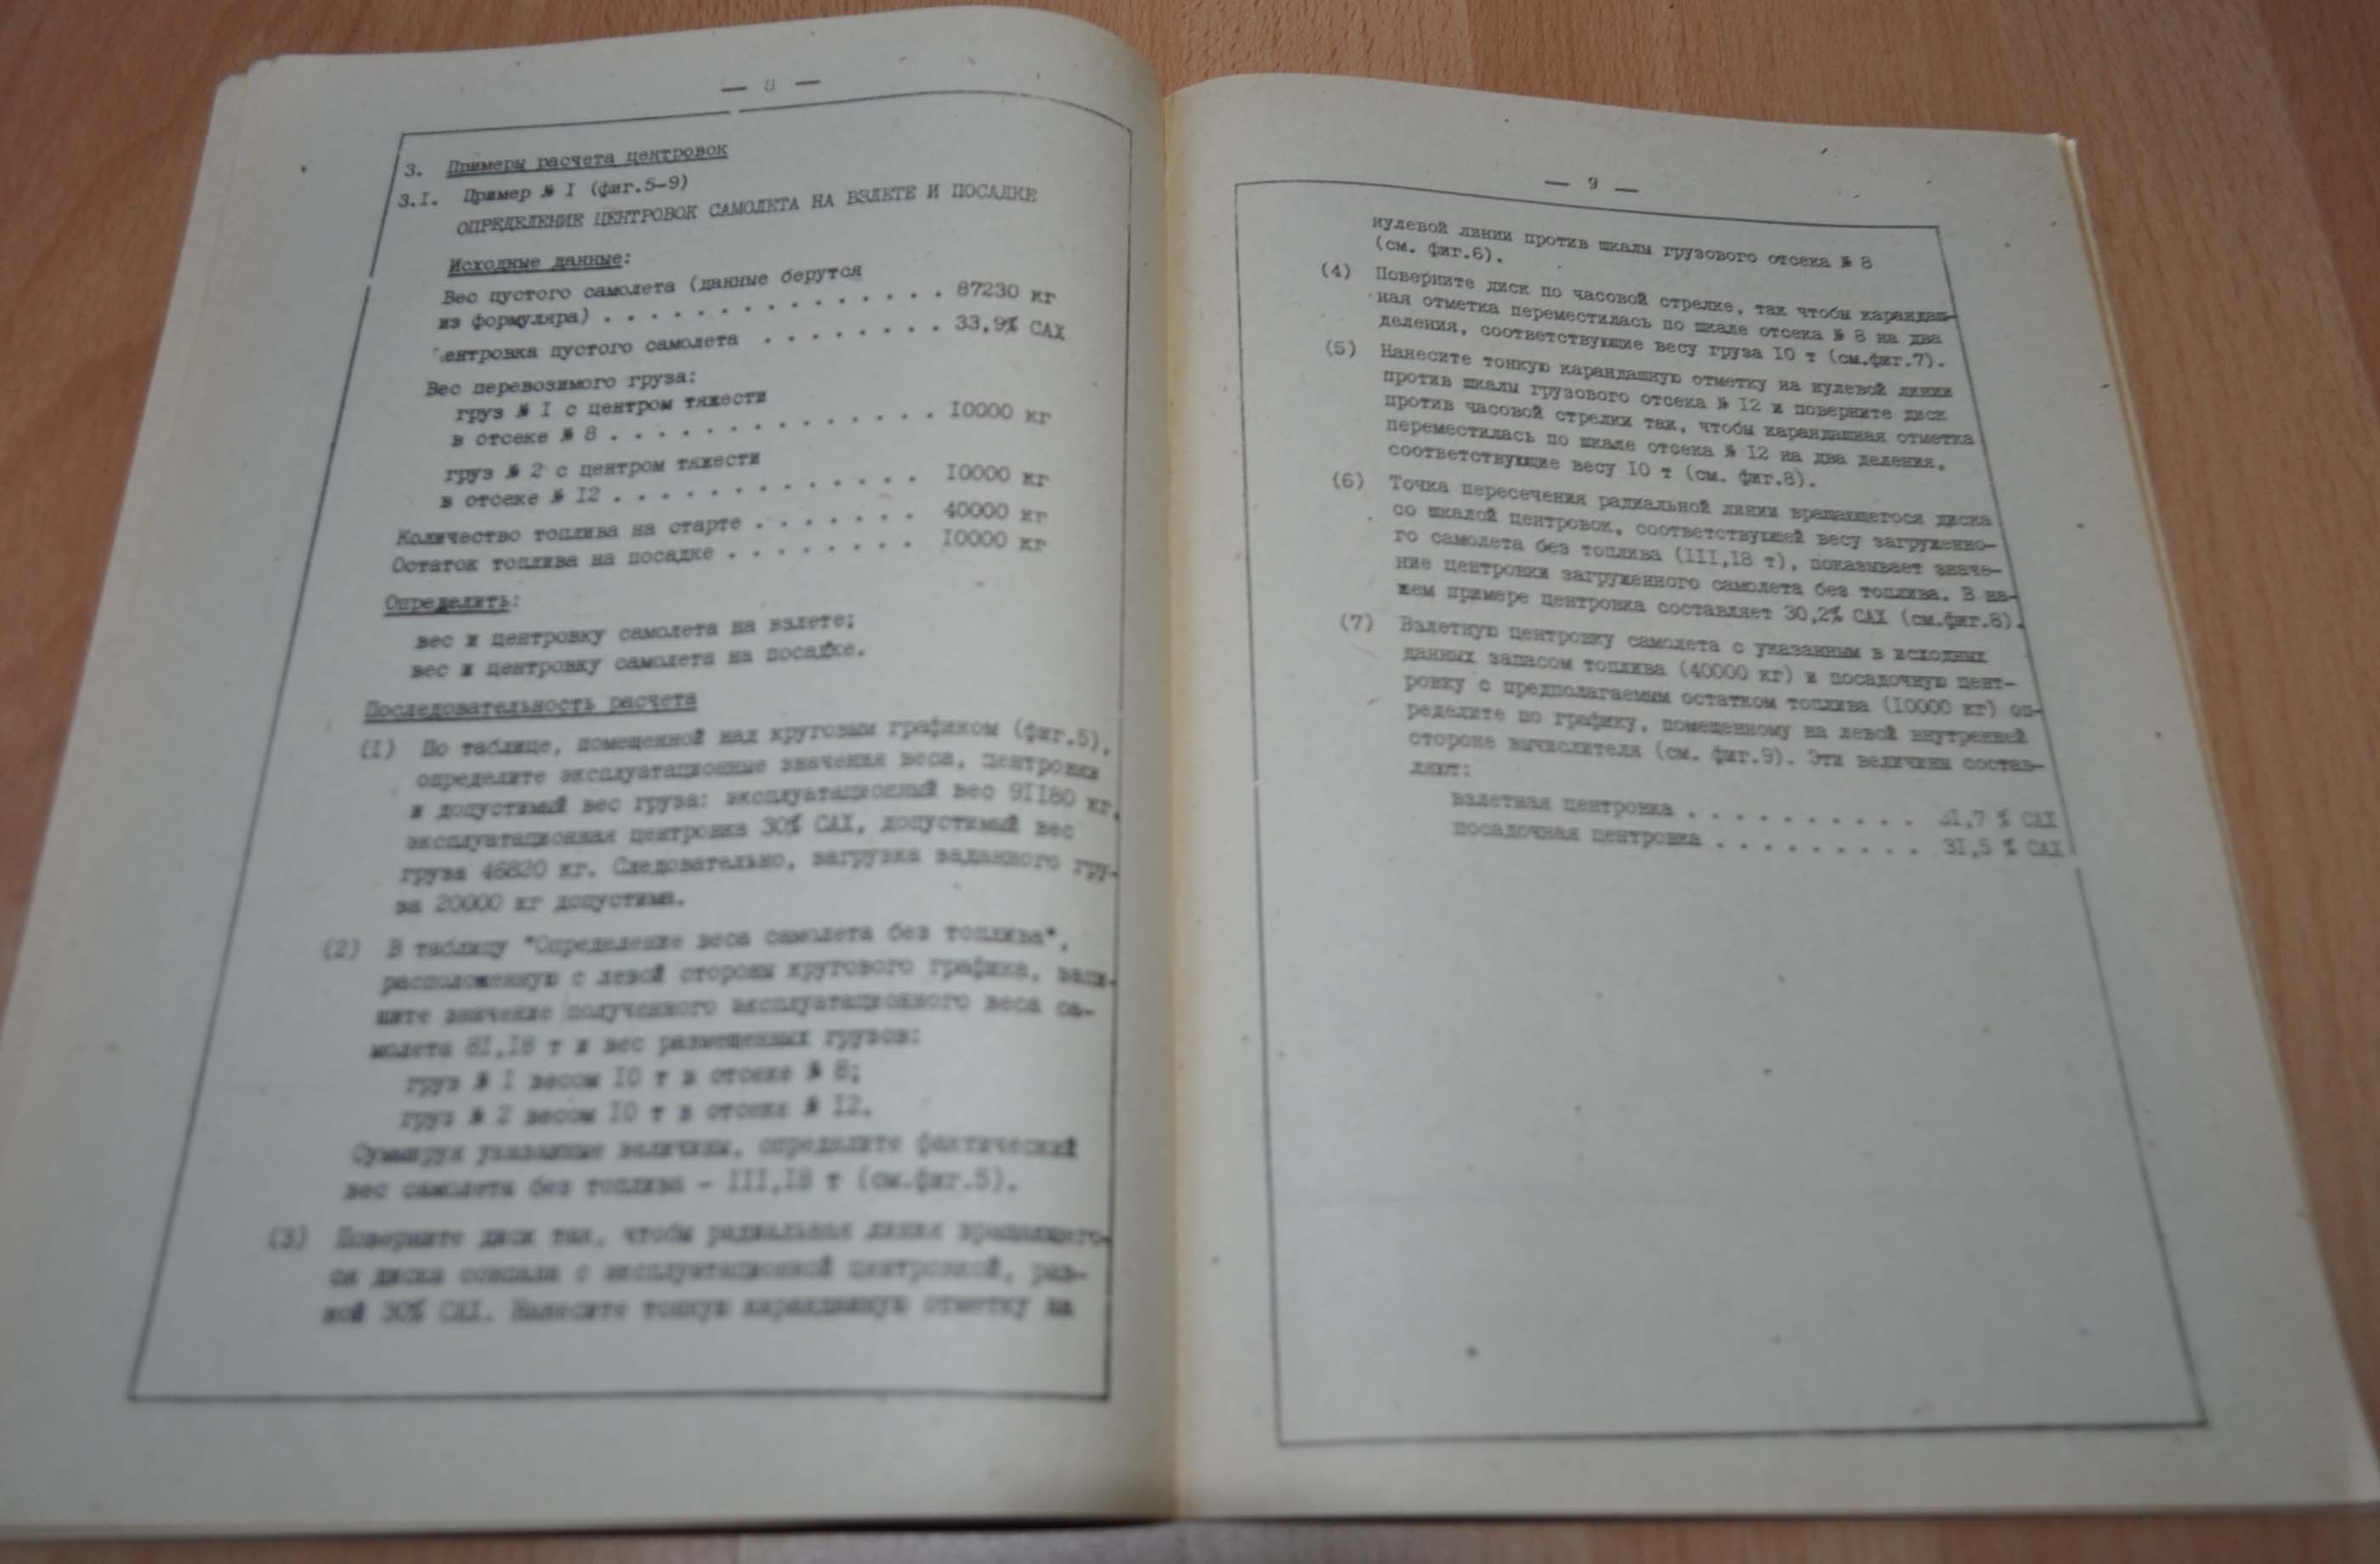 — 8 —
3. Примеры расчета центровок
3.I. Пример № I (фиг.5-9)
ОПРЕДЕЛЕНИЕ ЦЕНТРОВОК САМОЛЕТА НА ВЗЛЕТЕ И ПОСАДКЕ
Исходные данные:
Вес пустого самолета (данные берутся
из формуляра) . . . . . . . . . . . . . . . 87230 кг
Центровка пустого самолета . . . . . . . . 33,9% САХ
Вес перевозимого груза:
груз № I с центром тяжести
в отсеке № 8 . . . . . . . . . . . . . . I0000 кг
груз № 2 с центром тяжести
в отсеке № I2 . . . . . . . . . . . . . I0000 кг
Количество топлива на старте . . . . . . . 40000 кг
Остаток топлива на посадке . . . . . . . . I0000 кг
Определить:
вес и центровку самолета на взлете;
вес и центровку самолета на посадке.
Последовательность расчета
(I) По таблице, помещенной над круговым графиком (фиг.5),
определите эксплуатационные значения веса, центровки
и допустимый вес груза: эксплуатационный вес 9II80 кг,
эксплуатационная центровка 30% САХ, допустимый вес
груза 46820 кг. Следовательно, загрузка заданного гру-
за 20000 кг допустима.
(2) В таблицу "Определение веса самолета без топлива",
расположенную с левой стороны кругового графика, запи-
шите значение полученного эксплуатационного веса са-
молета 8I,I8 т и вес размещенных грузов:
груз № I весом I0 т в отсеке № 8;
груз № 2 весом I0 т в отсеке № I2.
Суммируя указанные величины, определите фактический
вес самолета без топлива - III,I8 т (см.фиг.5).
(3) Поверните диск так, чтобы радиальная линия вращающего-
ся диска совпала с эксплуатационной центровкой, рав-
ной 30% САХ. Нанесите тонкую карандашную отметку на
— 9 —
нулевой линии против шкалы грузового отсека № 8
(см. фиг.6).
(4) Поверните диск по часовой стрелке, так чтобы карандаш-
ная отметка переместилась по шкале отсека № 8 на два
деления, соответствующие весу груза I0 т (см.фиг.7).
(5) Нанесите тонкую карандашную отметку на нулевой линии
против шкалы грузового отсека № I2 и поверните диск
против часовой стрелки так, чтобы карандашная отметка
переместилась по шкале отсека № I2 на два деления,
соответствующие весу I0 т (см. фиг.8).
(6) Точка пересечения радиальной линии вращающегося диска
со шкалой центровок, соответствующей весу загруженно-
го самолета без топлива (III,I8 т), показывает значе-
ние центровки загруженного самолета без топлива. В на-
шем примере центровка составляет 30,2% САХ (см.фиг.8).
(7) Взлетную центровку самолета с указанным в исходных
данных запасом топлива (40000 кг) и посадочную цент-
ровку с предполагаемым остатком топлива (I0000 кг) оп-
ределите по графику, помещенному на левой внутренней
стороне вычислителя (см. фиг.9). Эти величины состав-
ляют:
взлетная центровка . . . . . . . . . . 3I,7 % САХ
посадочная центровка . . . . . . . . . 3I,5 % САХ